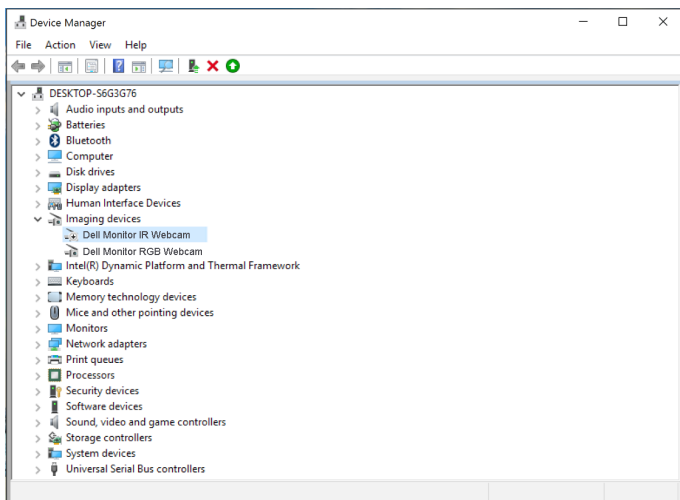 Device Manager
File Action View Help
DESKTOP-S6G3G76
Audio inputs and outputs
Batteries
Bluetooth
Computer
Disk drives
Display adapters
Human Interface Devices
Imaging devices
Dell Monitor IR Webcam
Dell Monitor RGB Webcam
Intel(R) Dynamic Platform and Thermal Framework
Keyboards
Memory technology devices
Mice and other pointing devices
Monitors
Network adapters
Print queues
Processors
Security devices
Software devices
Sound, video and game controllers
Storage controllers
System devices
Universal Serial Bus controllers